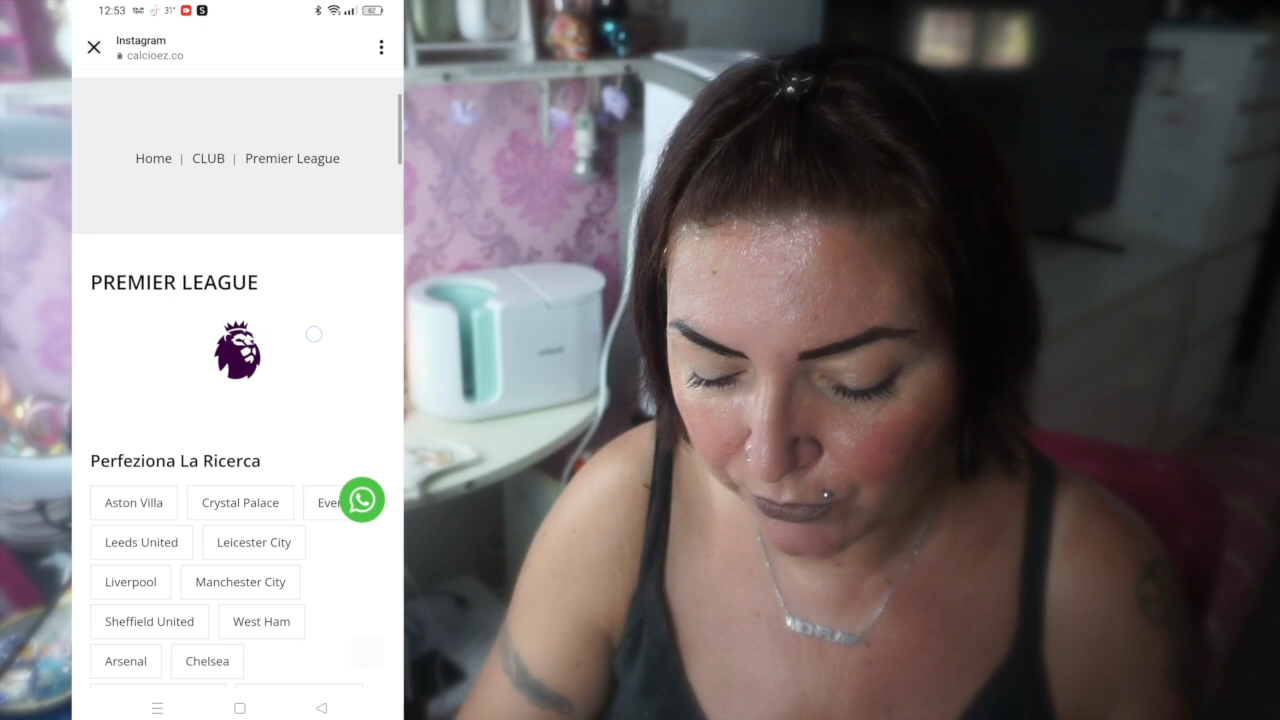 12:53
31°
62
Instagram
calcioez.co
Home | CLUB | Premier League
PREMIER LEAGUE
Perfeziona La Ricerca
Aston Villa
Crystal Palace
Leeds United
Leicester City
Liverpool
Manchester City
Sheffield United
West Ham
Arsenal
Chelsea